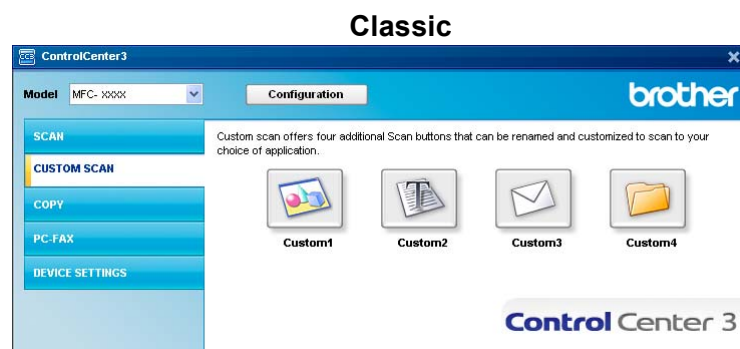 Classic
CC3 ControlCenter3
Model MFC- XXXX Configuration brother
SCAN
CUSTOM SCAN
COPY
PC-FAX
DEVICE SETTINGS
Custom scan offers four additional Scan buttons that can be renamed and customized to scan to your
choice of application.
T
Custom1 Custom2 Custom3 Custom4
Control Center 3